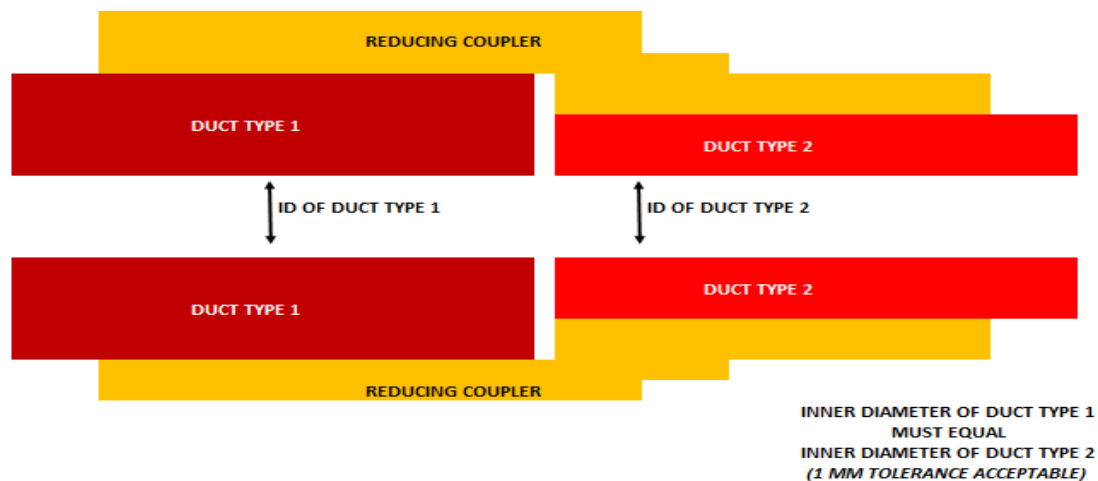 REDUCING COUPLER
DUCT TYPE 1
DUCT TYPE 2
ID OF DUCT TYPE 1
ID OF DUCT TYPE 2
DUCT TYPE 2
DUCT TYPE 1
REDUCING COUPLER
INNER DIAMETER OF DUCT TYPE 1
MUST EQUAL
INNER DIAMETER OF DUCT TYPE 2
(1 MM TOLERANCE ACCEPTABLE)